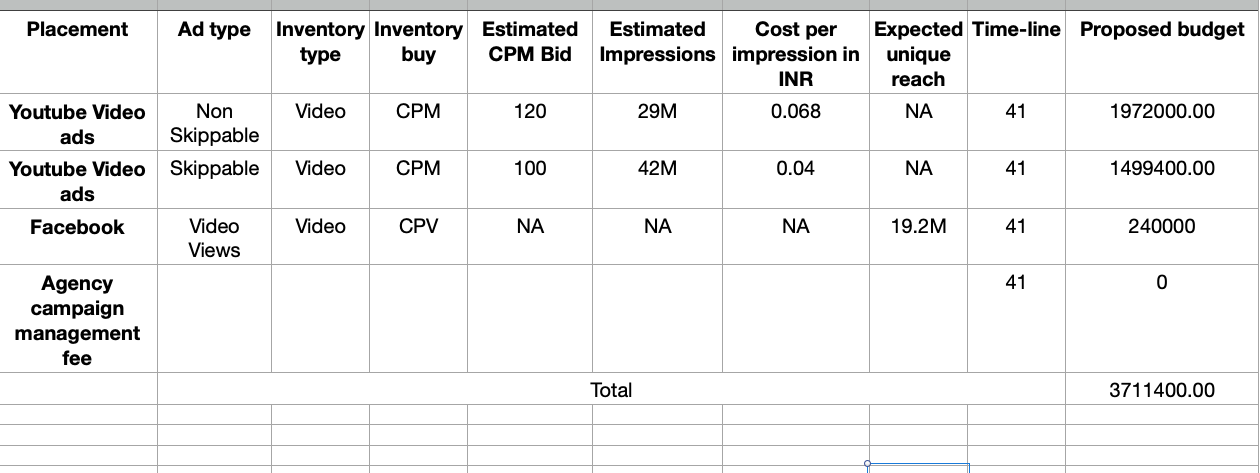 Placement Ad type Inventory type Inventory buy Estimated CPM Bid Estimated Impressions Cost per impression in INR Expected unique reach Time-line Proposed budget
Youtube Video ads Non Skippable Video CPM 120 29M 0.068 NA 41 1972000.00
Youtube Video ads Skippable Video CPM 100 42M 0.04 NA 41 1499400.00
Facebook Video Views Video CPV NA NA NA 19.2M 41 240000
Agency campaign management fee 41 0
Total 3711400.00